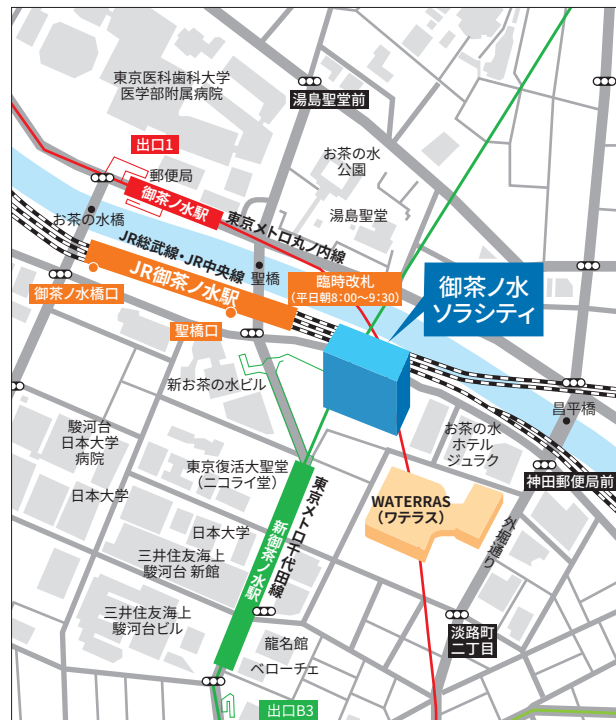 東京医科歯科大学
医学部附属病院
湯島聖堂前
出口1
郵便局
お茶の水
公園
御茶ノ水駅
湯島聖堂
お茶の水橋
東京メトロ丸ノ内線
JR総武線・JR中央線
聖橋
JR御茶ノ水駅
臨時改札
（平日朝8：00〜9：30）
御茶ノ水
ソラシティ
御茶ノ水橋口
聖橋口
新お茶の水ビル
昌平橋
駿河台
日本大学
病院
お茶の水
ホテル
ジュラク
東京復活大聖堂
（ニコライ堂）
神田郵便局前
日本大学
WATERRAS
（ワテラス）
東京メトロ千代田線
新御茶ノ水駅
外堀通り
日本大学
三井住友海上
駿河台 新館
三井住友海上
駿河台ビル
淡路町
二丁目
龍名館
ベローチェ
出口B3